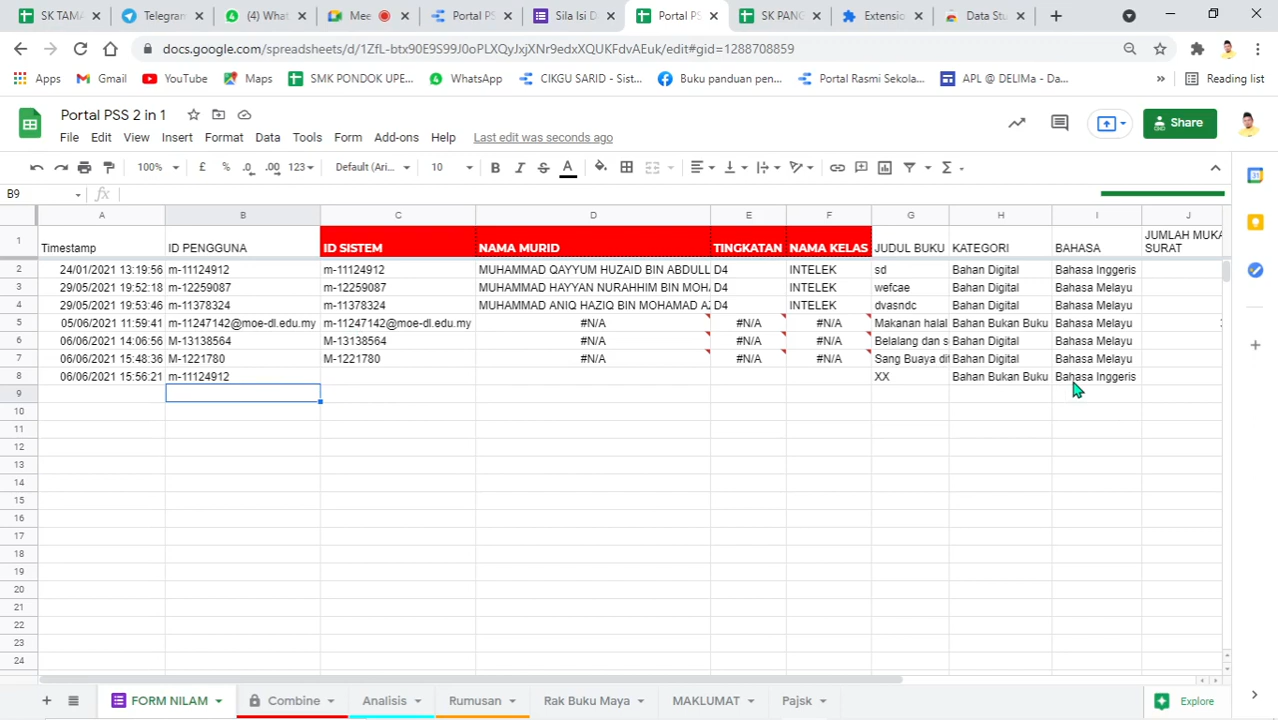 SK TAMA
Telegram
(4) What
Mee
Portal PS
Sila Isi D
Portal PS
SK PANG
Extensio
Data Stu
docs.google.com/spreadsheets/d/1ZfL-btx90E9S99J0oPLXQyJxpXNr9edxXQUKFdvAEuk/edit#gid=1288708859
Apps
Gmail
YouTube
Maps
SMK PONDOK UPE...
WhatsApp
CIKGU SARID - Sist...
Buku panduan pen...
Portal Rasmi Sekola...
APL @ DELIMa - Da...
»
Reading list
Portal PSS 2 in 1
File Edit View Insert Format Data Tools Form Add-ons Help Last edit was seconds ago
Share
100% £ % .0 .00 123 Default (Ari... 10 B I S A
B9 fx
A B C D E F G H I J
1 Timestamp ID PENGGUNA ID SISTEM NAMA MURID TINGKATAN NAMA KELAS JUDUL BUKU KATEGORI BAHASA JUMLAH MUKA SURAT
2 24/01/2021 13:19:56 m-11124912 m-11124912 MUHAMMAD QAYYUM HUZAID BIN ABDULL D4 INTELEK sd Bahan Digital Bahasa Inggeris
3 29/05/2021 19:52:18 m-12259087 m-12259087 MUHAMMAD HAYYAN NURAHHIM BIN MOHA D4 INTELEK wefcae Bahan Digital Bahasa Melayu
4 29/05/2021 19:53:46 m-11378324 m-11378324 MUHAMMAD ANIQ HAZIQ BIN MOHAMAD AZ D4 INTELEK dvasndc Bahan Digital Bahasa Melayu
5 05/06/2021 11:59:41 m-11247142@moe-dl.edu.my m-11247142@moe-dl.edu.my #N/A #N/A #N/A Makanan halal Bahan Bukan Buku Bahasa Melayu
6 06/06/2021 14:06:56 M-13138564 M-13138564 #N/A #N/A #N/A Belalang dan s Bahan Digital Bahasa Melayu
7 06/06/2021 15:48:36 M-1221780 M-1221780 #N/A #N/A #N/A Sang Buaya di Bahan Digital Bahasa Melayu
8 06/06/2021 15:56:21 m-11124912 XX Bahan Bukan Buku Bahasa Inggeris
9
10
11
12
13
14
15
16
17
18
19
20
21
22
23
24
FORM NILAM Combine Analisis Rumusan Rak Buku Maya MAKLUMAT Pajsk Explore